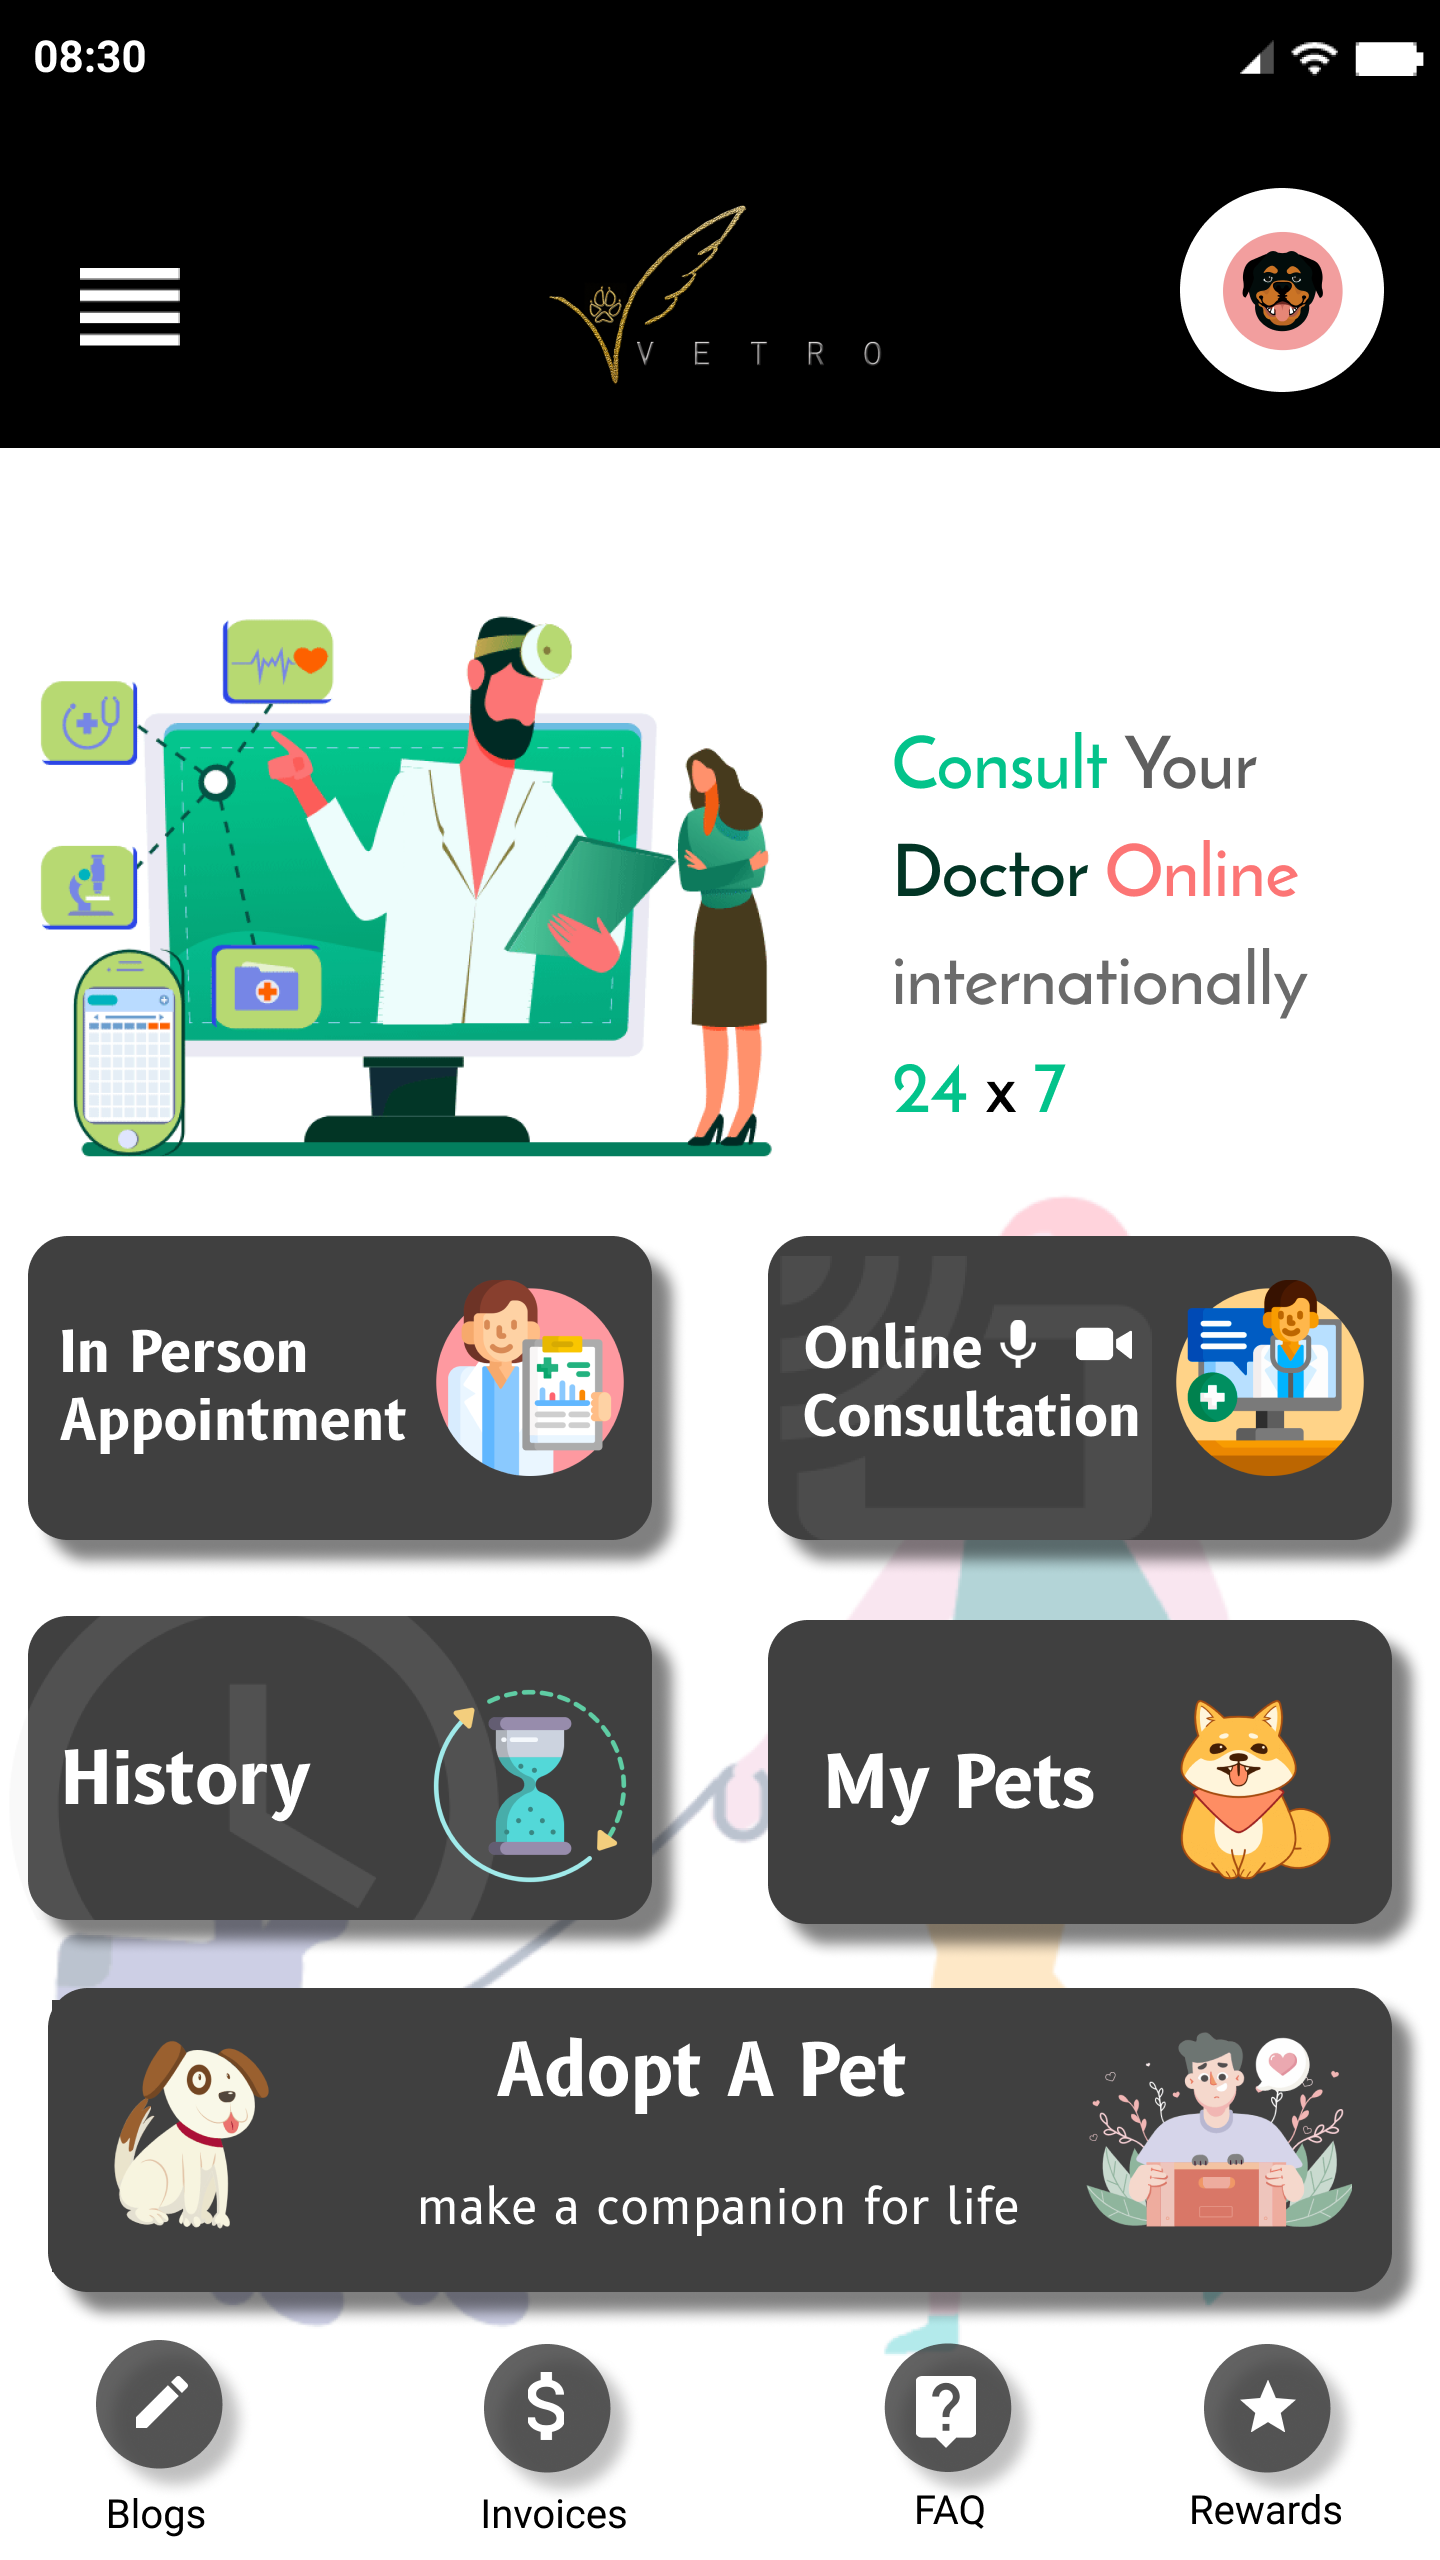 08:30
VETRO
Consult Your
Doctor Online
internationally
24 x 7
In Person
Appointment
Online
Consultation
History
My Pets
Adopt A Pet
make a companion for life
Blogs
Invoices
FAQ
Rewards